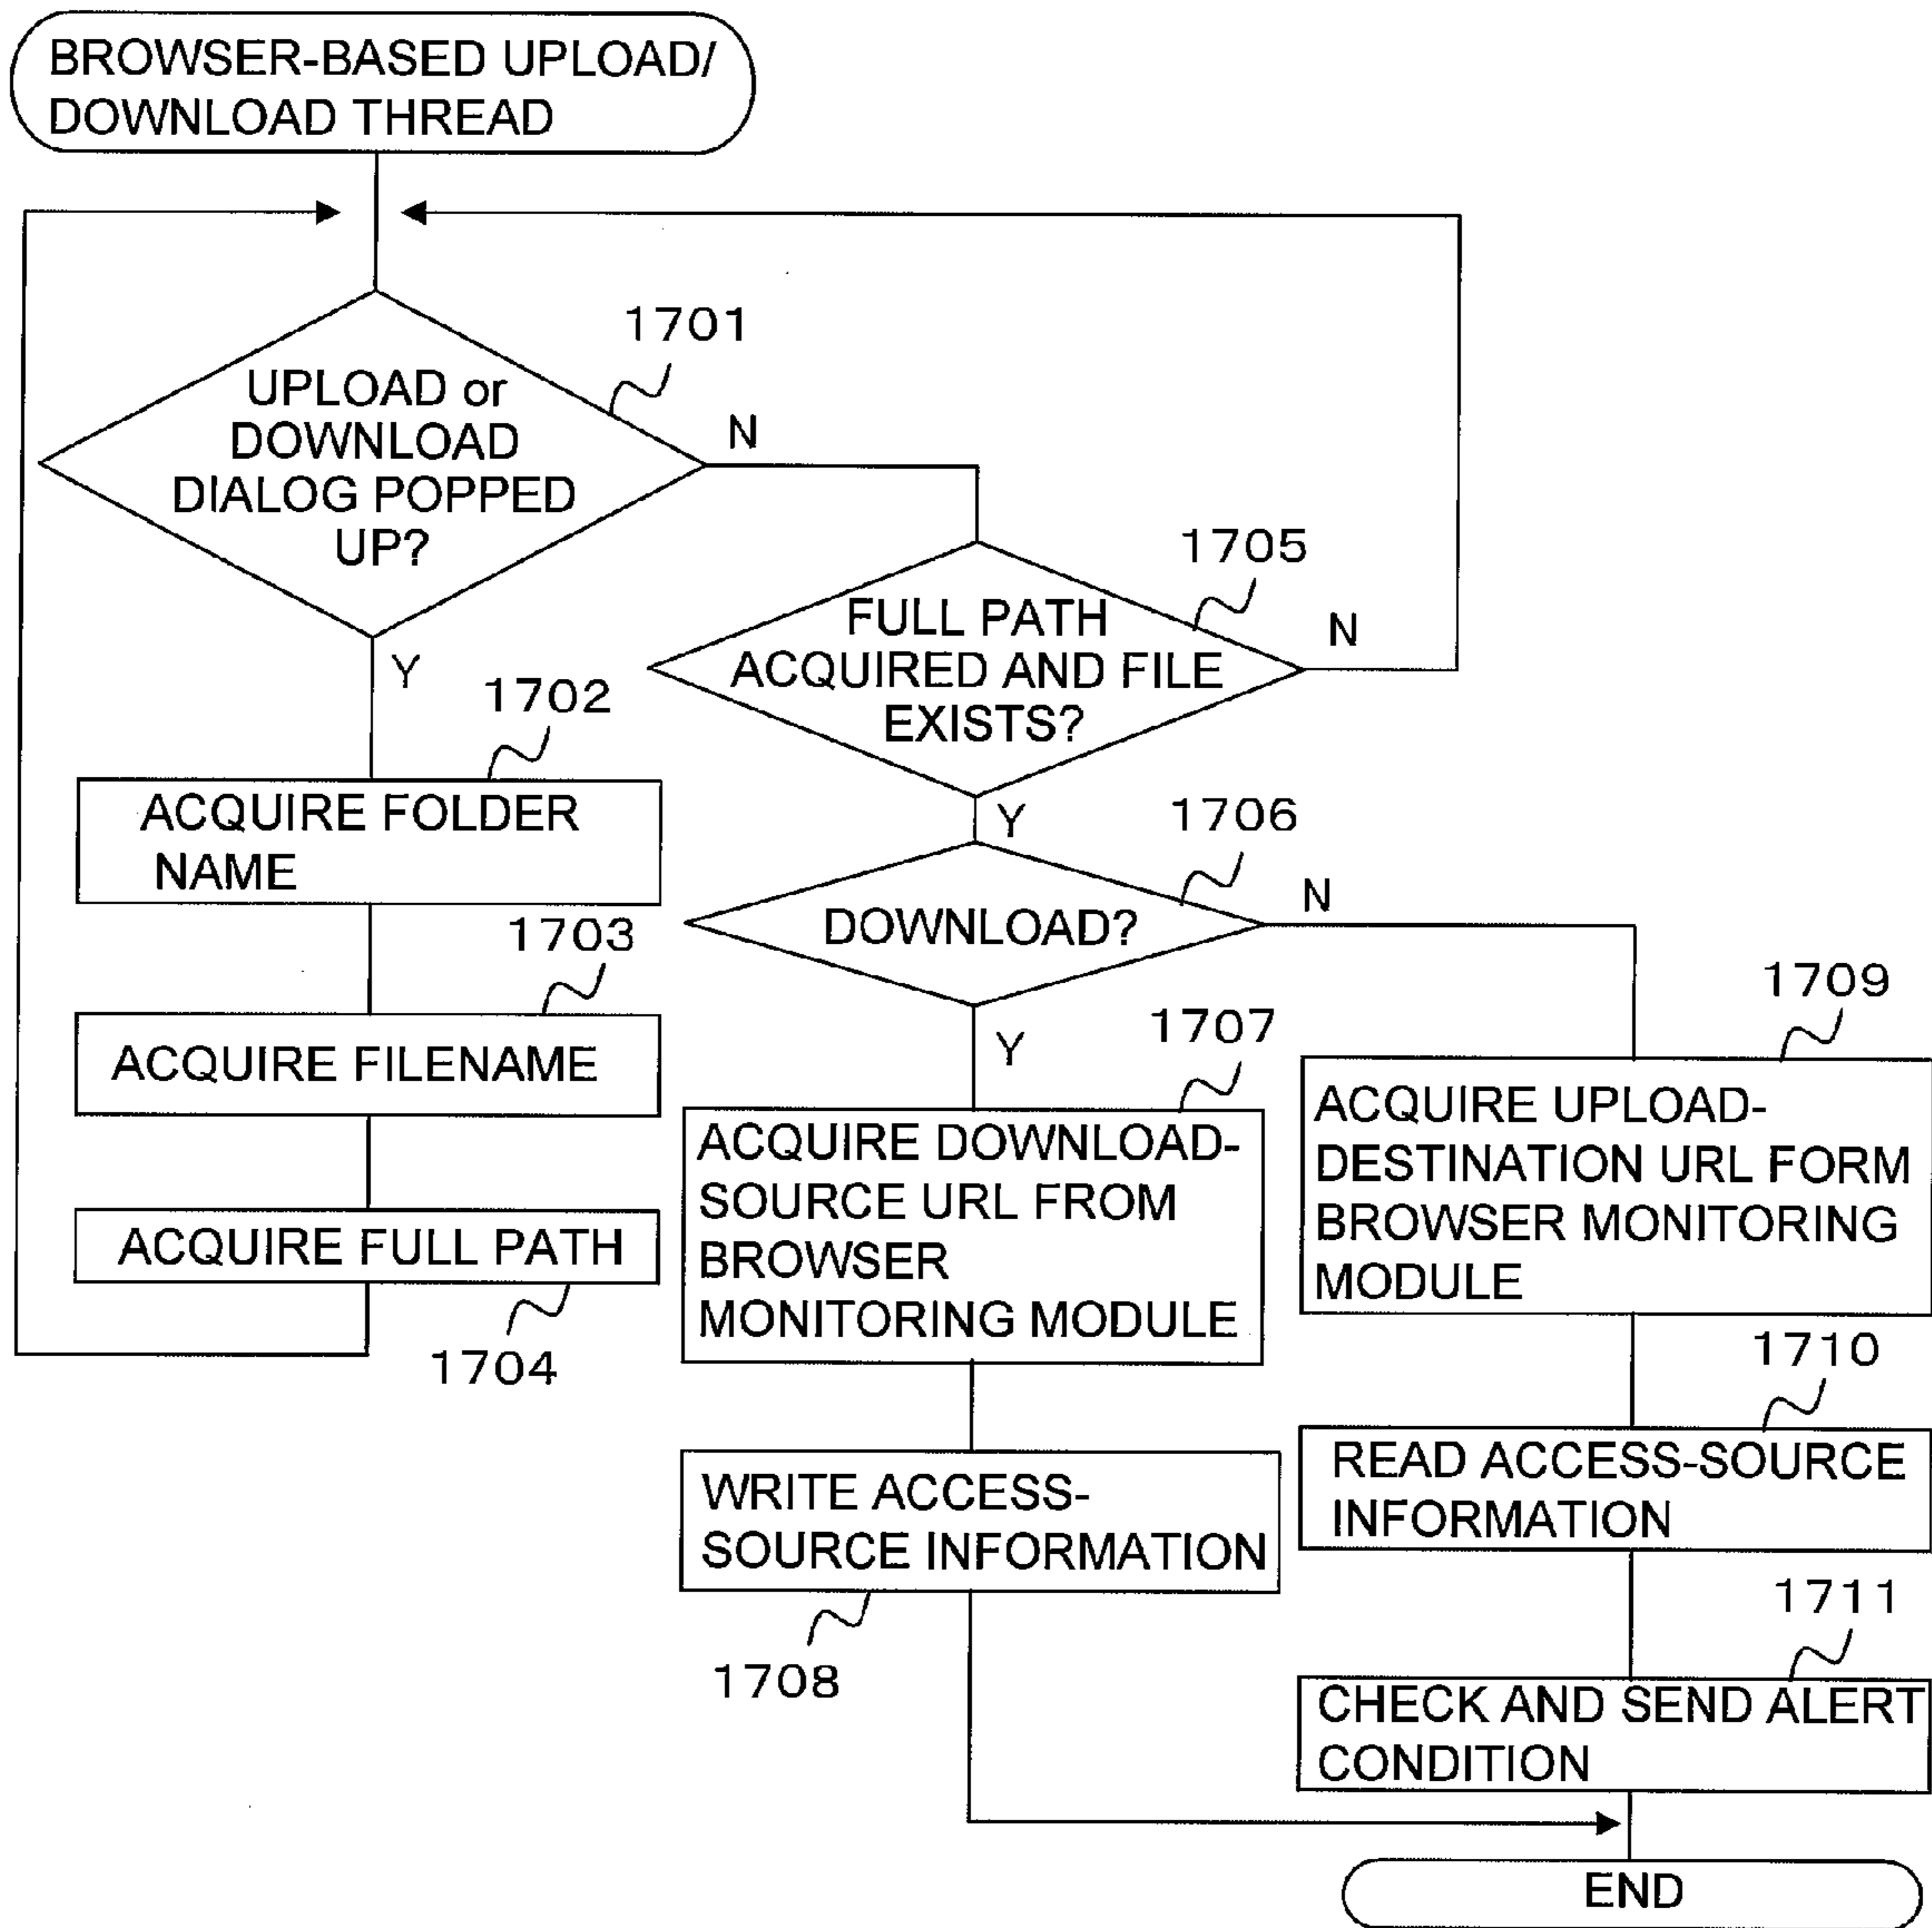 BROWSER-BASED UPLOAD/
DOWNLOAD THREAD
1701
UPLOAD or
DOWNLOAD
DIALOG POPPED
UP?
N
Y
1705
FULL PATH
ACQUIRED AND FILE
EXISTS?
N
Y
1702
ACQUIRE FOLDER
NAME
1703
ACQUIRE FILENAME
ACQUIRE FULL PATH
1704
1706
DOWNLOAD?
N
Y
1707
ACQUIRE DOWNLOAD-
SOURCE URL FROM
BROWSER
MONITORING MODULE
WRITE ACCESS-
SOURCE INFORMATION
1708
1709
ACQUIRE UPLOAD-
DESTINATION URL FORM
BROWSER MONITORING
MODULE
1710
READ ACCESS-SOURCE
INFORMATION
1711
CHECK AND SEND ALERT
CONDITION
END